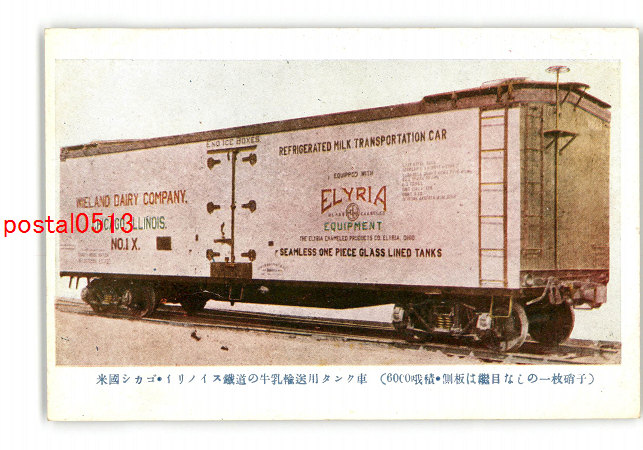 END ICE BOXES
REFRIGERATED MILK TRANSPORTATION CAR
EQUIPPED WITH
ELYRIA
GLASS ENAMELED
EQUIPMENT
THE ELYRIA ENAMELED PRODUCTS CO. ELYRIA, OHIO
SEAMLESS ONE PIECE GLASS LINED TANKS
WIELAND DAIRY COMPANY.
CHICAGO ILLINOIS.
NO.1 X.
postal0513
米國シカゴ•イリノイス鐵道の牛乳輸送用タンク車 (6000瓩積•側板は繼目なしの一枚硝子)